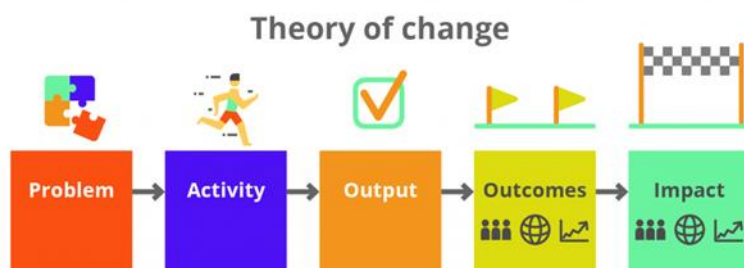 Theory of change
Problem
Activity
Output
Outcomes
Impact